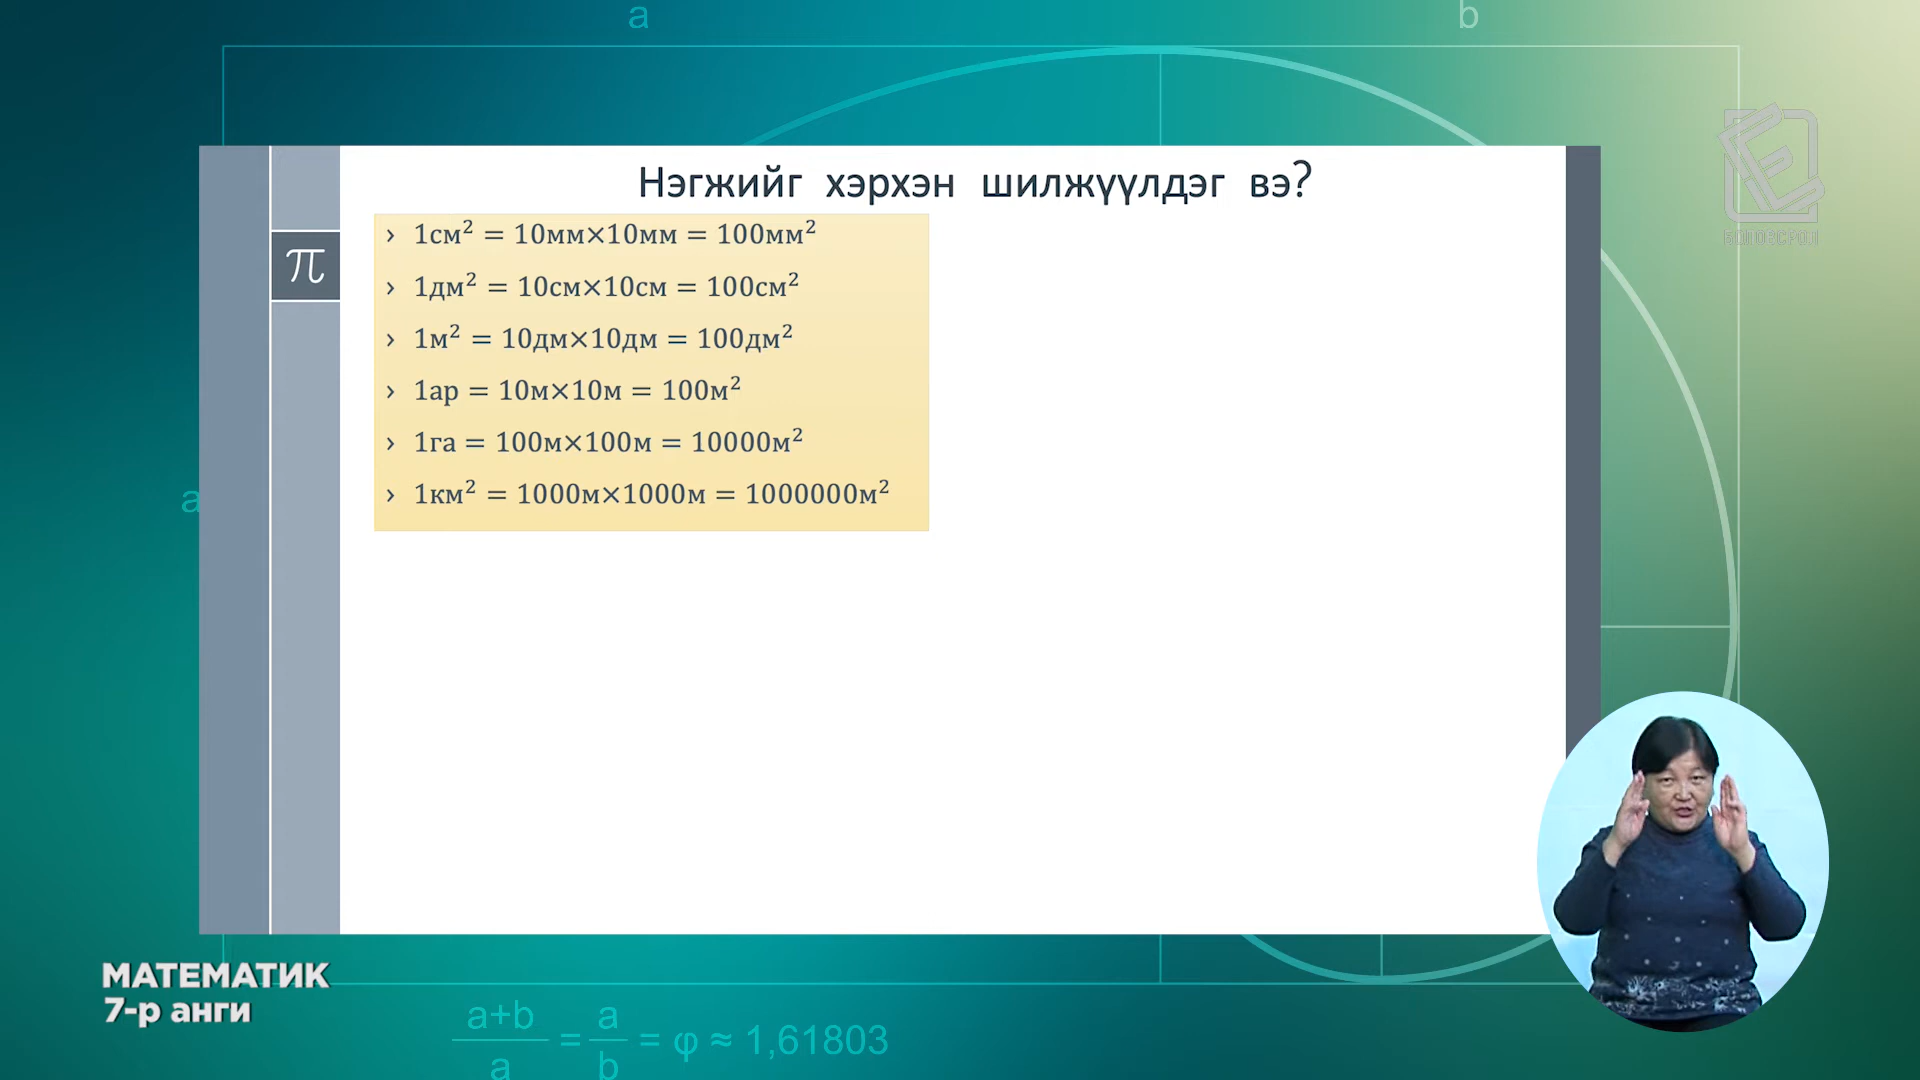 a
b
Нэгжийг хэрхэн шилжүүлдэг вэ?
БОЛОВСРОЛ
π
› 1см² = 10мм×10мм = 100мм²
› 1дм² = 10см×10см = 100см²
› 1м² = 10дм×10дм = 100дм²
› 1ар = 10м×10м = 100м²
› 1га = 100м×100м = 10000м²
› 1км² = 1000м×1000м = 1000000м²
a
МАТЕМАТИК
7-р анги
a+b/a = a/b = φ ≈ 1,61803